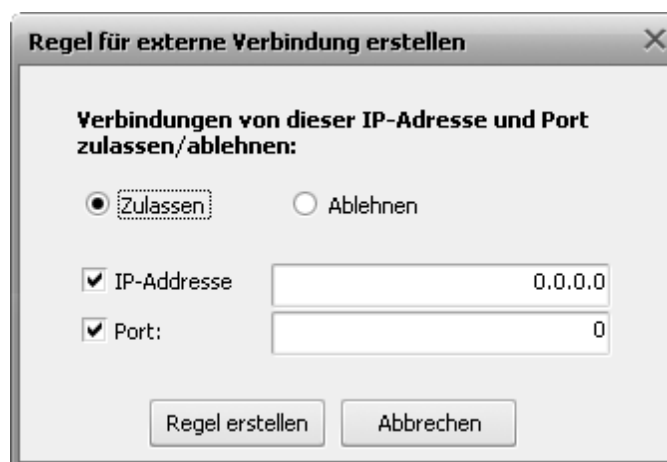 Regel für externe Verbindung erstellen
Verbindungen von dieser IP-Adresse und Port
zulassen/ablehnen:
Zulassen Ablehnen
IP-Addresse 0.0.0.0
Port: 0
Regel erstellen Abbrechen